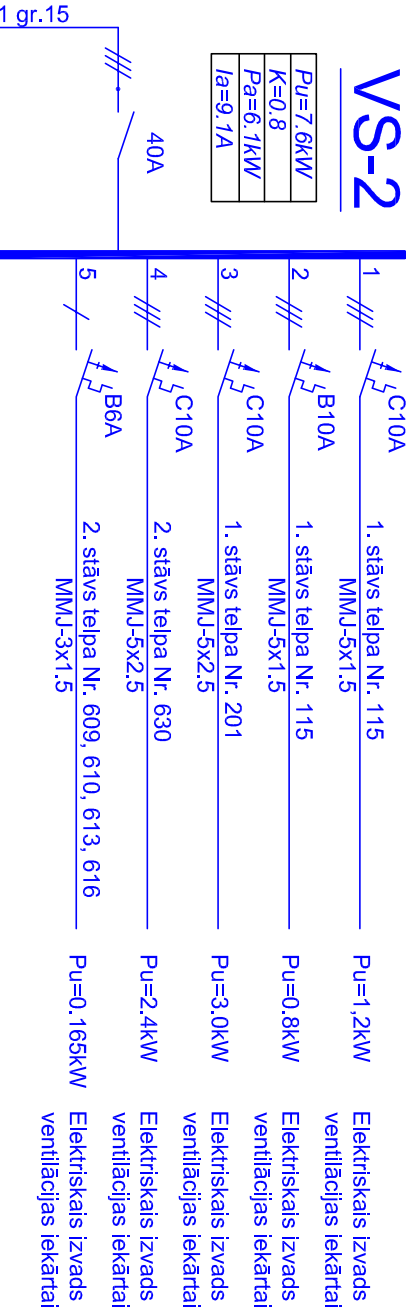 VS-2
Pu=7.6kW
K=0.8
Pa=6.1kW
Ia=9.1A
1 gr.15
40A
1
C10A
1. stāvs telpa Nr. 115
MMJ-5x1.5
Pu=1,2kW
Elektriskais izvads
ventilācijas iekārtai
2
B10A
1. stāvs telpa Nr. 115
MMJ-5x1.5
Pu=0.8kW
Elektriskais izvads
ventilācijas iekārtai
3
C10A
1. stāvs telpa Nr. 201
MMJ-5x2.5
Pu=3.0kW
Elektriskais izvads
ventilācijas iekārtai
4
C10A
2. stāvs telpa Nr. 630
MMJ-5x2.5
Pu=2.4kW
Elektriskais izvads
ventilācijas iekārtai
5
B6A
2. stāvs telpa Nr. 609, 610, 613, 616
MMJ-3x1.5
Pu=0.165kW
Elektriskais izvads
ventilācijas iekārtai